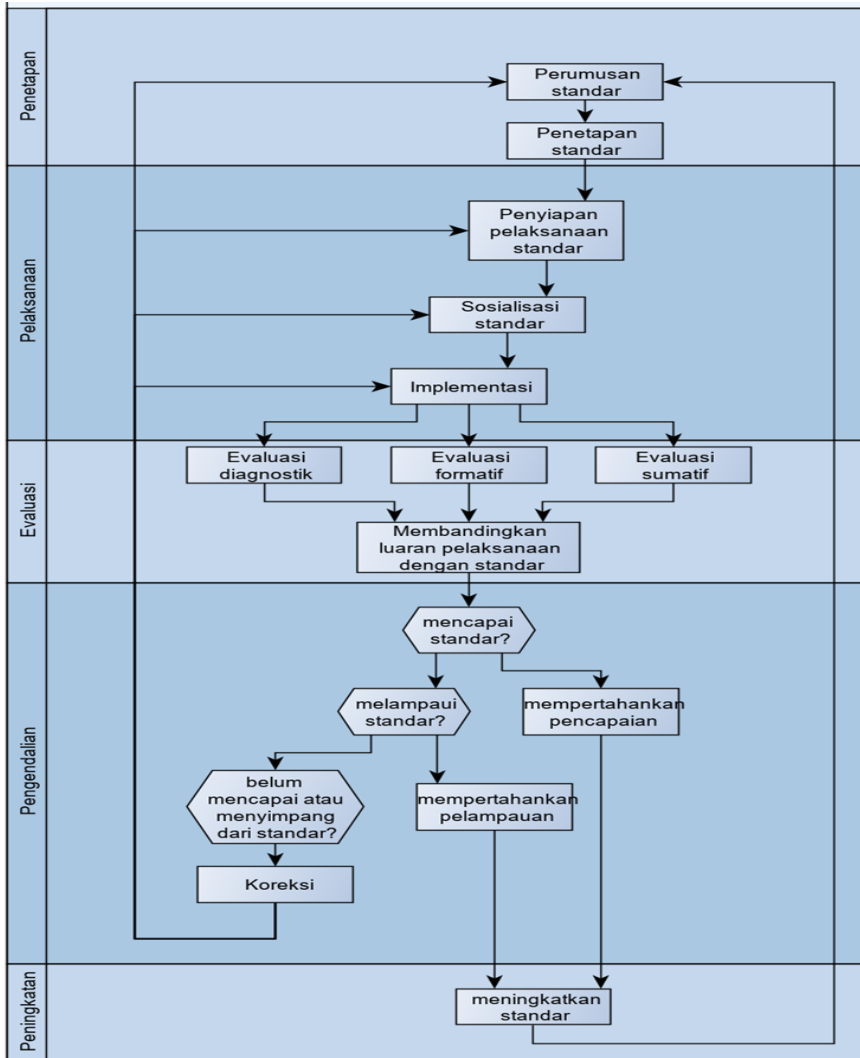 Penetapan
Perumusan
standar
Penetapan
standar
Pelaksanaan
Penyiapan
pelaksanaan
standar
Sosialisasi
standar
Implementasi
Evaluasi
Evaluasi
diagnostik
Evaluasi
formatif
Evaluasi
sumatif
Membandingkan
luaran pelaksanaan
dengan standar
Pengendalian
mencapai
standar?
melampaui
standar?
mempertahankan
pencapaian
belum
mencapai atau
menyimpang
dari standar?
mempertahankan
pelampauan
Koreksi
Peningkatan
meningkatkan
standar